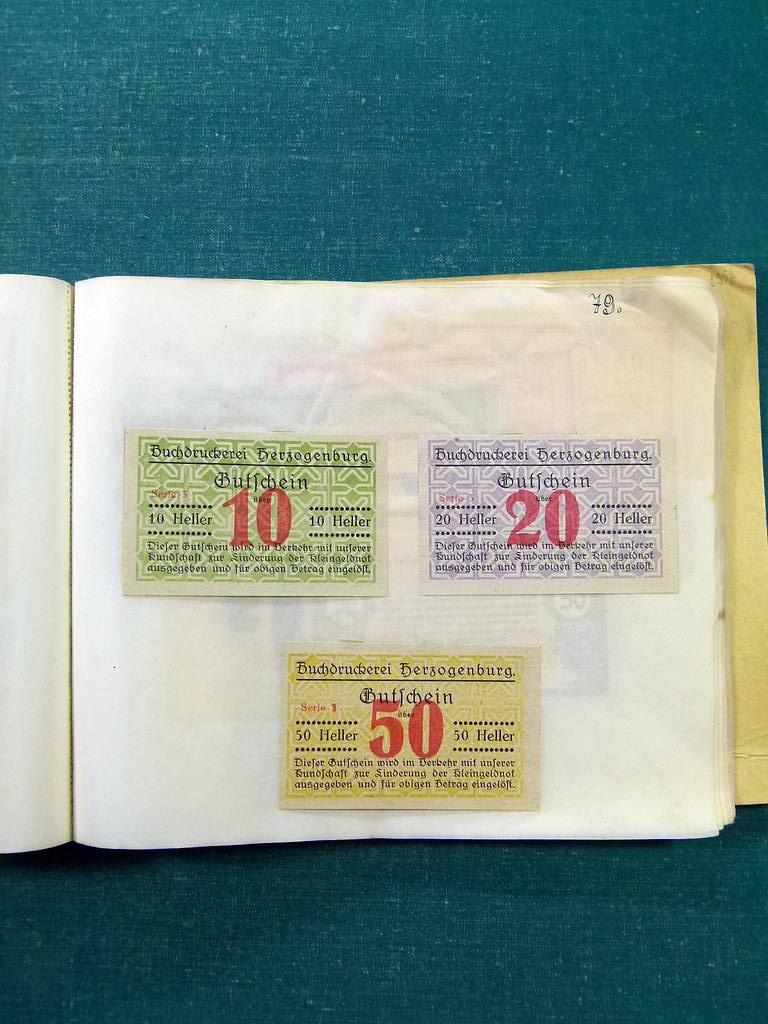 79.
Buchdruckerei Herzogenburg.
Gutschein
über
Serie 3
10
10 Heller 10 Heller
Dieser Gutschein wird im Verkehr mit unserer
Kundschaft zur Linderung der Kleingeldnot
ausgegeben und für obigen Betrag eingelöst.
Buchdruckerei Herzogenburg.
Gutschein
über
Serie
20
20 Heller 20 Heller
Dieser Gutschein wird im Verkehr mit unserer
Kundschaft zur Linderung der Kleingeldnot
ausgegeben und für obigen Betrag eingelöst.
Buchdruckerei Herzogenburg.
Gutschein
über
Serie
50
50 Heller 50 Heller
Dieser Gutschein wird im Verkehr mit unserer
Kundschaft zur Linderung der Kleingeldnot
ausgegeben und für obigen Betrag eingelöst.